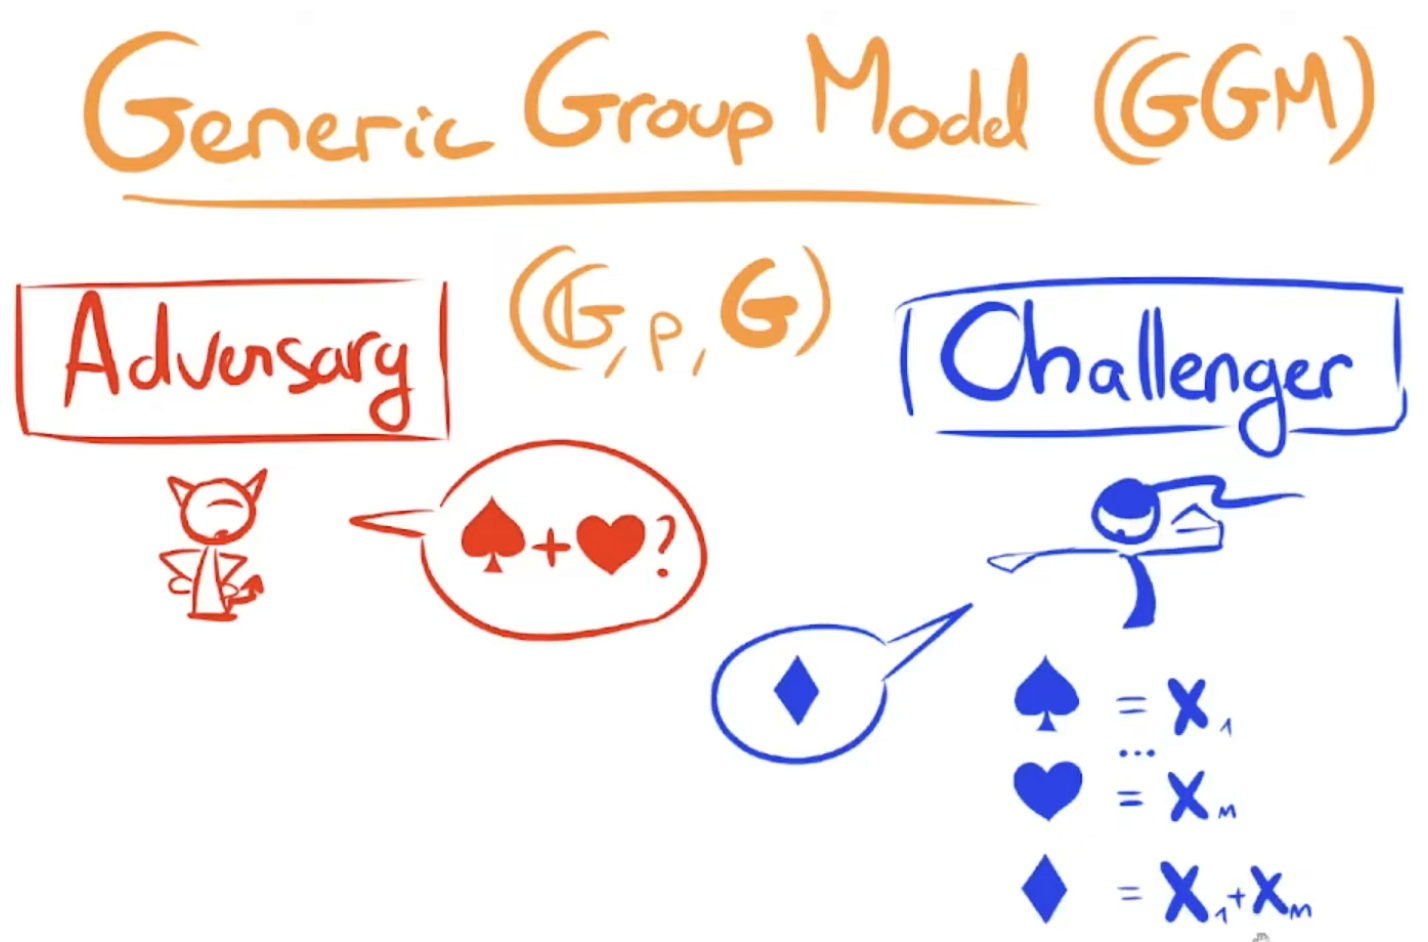 Generic Group Model (GGM)
(𝔾, p, G)
Adversary
Challenger
♠+♥?
♦
♠ = X₁
...
♥ = Xₘ
♦ = X₁+Xₘ